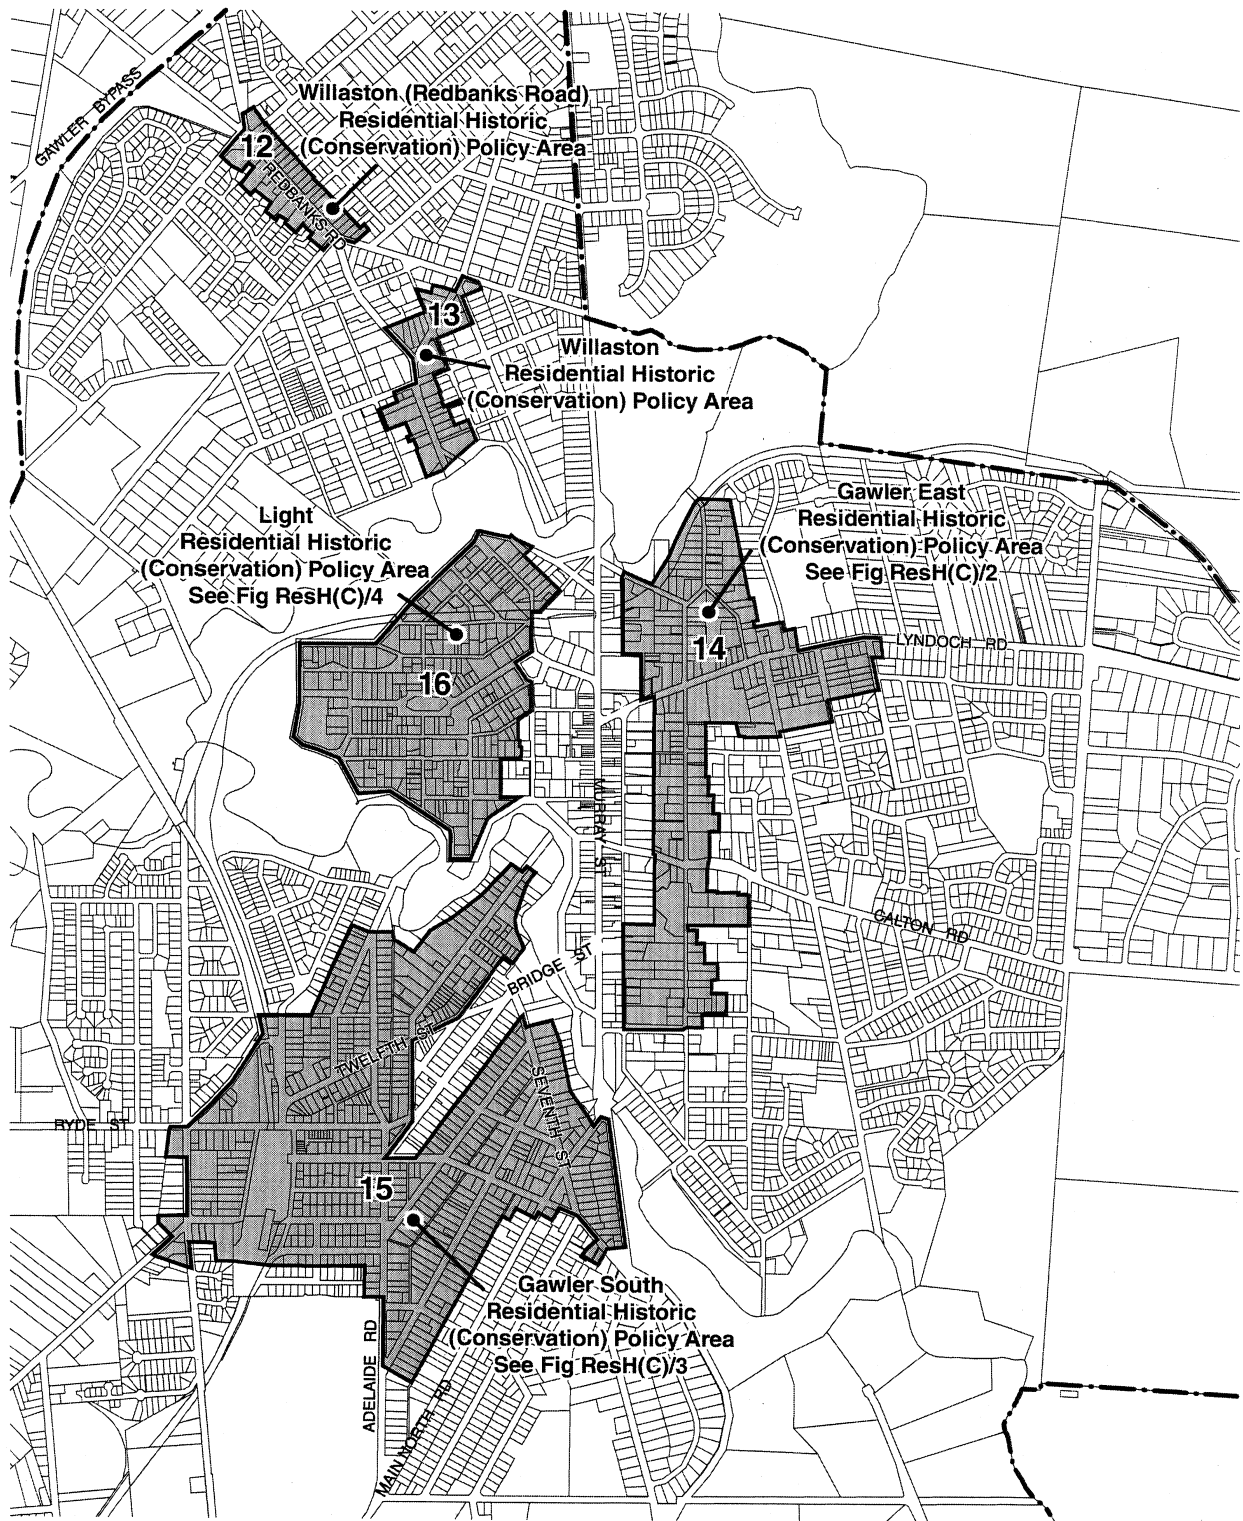 GAWLER BYPASS
Willaston (Redbanks Road)
Residential Historic
(Conservation) Policy Area
12
REDBANKS RD
13
Willaston
Residential Historic
(Conservation) Policy Area
Gawler East
Residential Historic
(Conservation) Policy Area
See Fig ResH(C)/2
Light
Residential Historic
(Conservation) Policy Area
See Fig ResH(C)/4
14
LYNDOCH RD
16
MURRAY ST
CALTON RD
BRIDGE ST
TWELFTH ST
SEVENTH ST
RYDE ST
15
Gawler South
Residential Historic
(Conservation) Policy Area
See Fig ResH(C)/3
ADELAIDE RD
MAIN NORTH RD